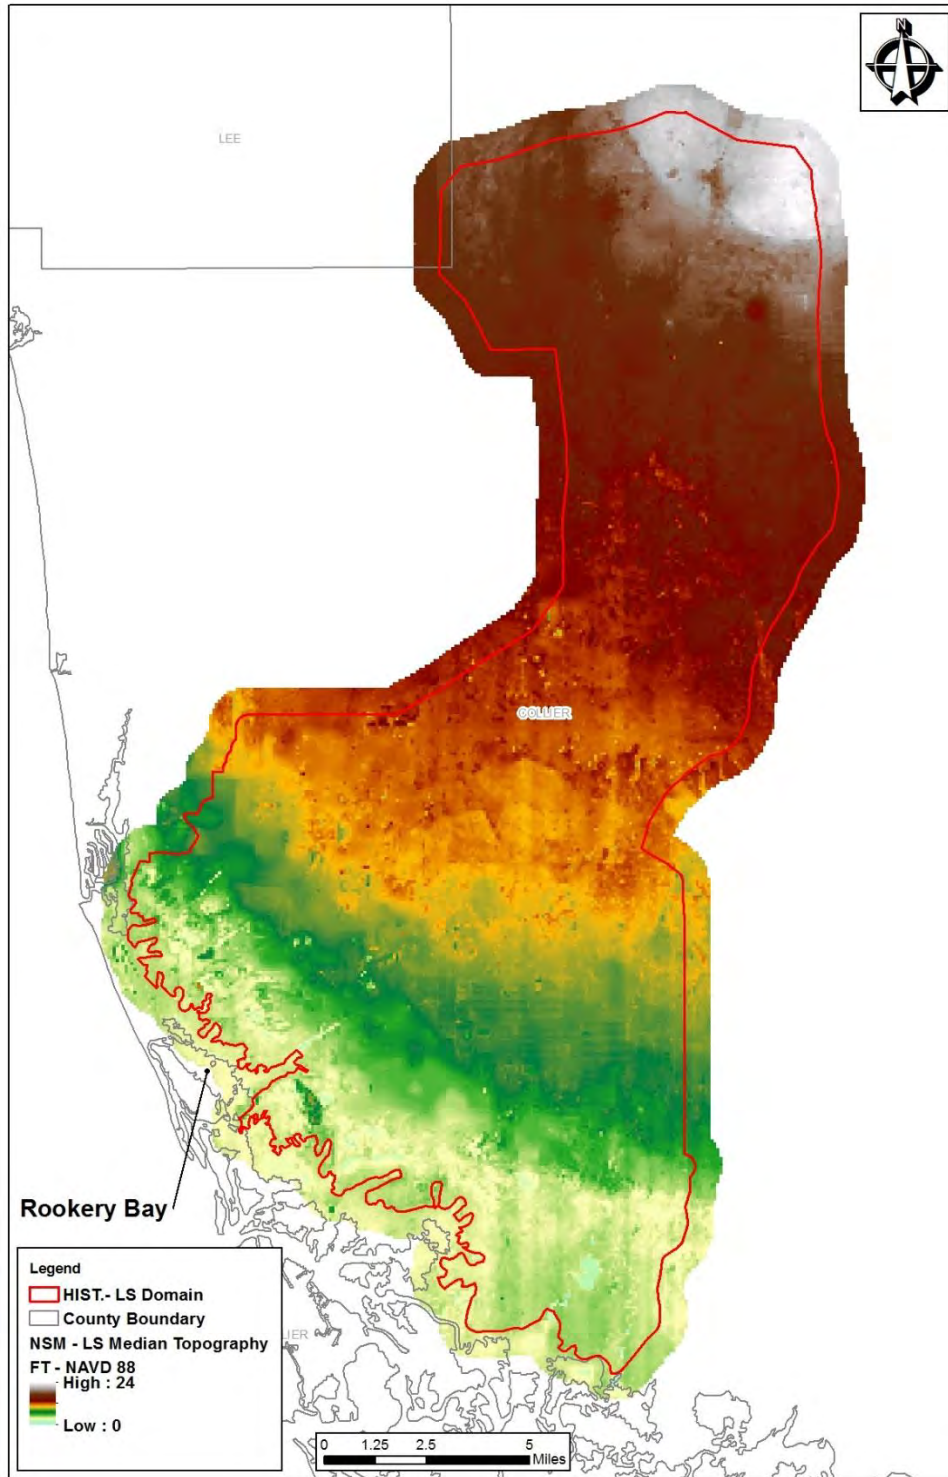 N
LEE
COLLIER
Rookery Bay
Legend
HIST.- LS Domain
County Boundary
NSM - LS Median Topography
FT - NAVD 88
High : 24
Low : 0
LIER
0 1.25 2.5 5
Miles